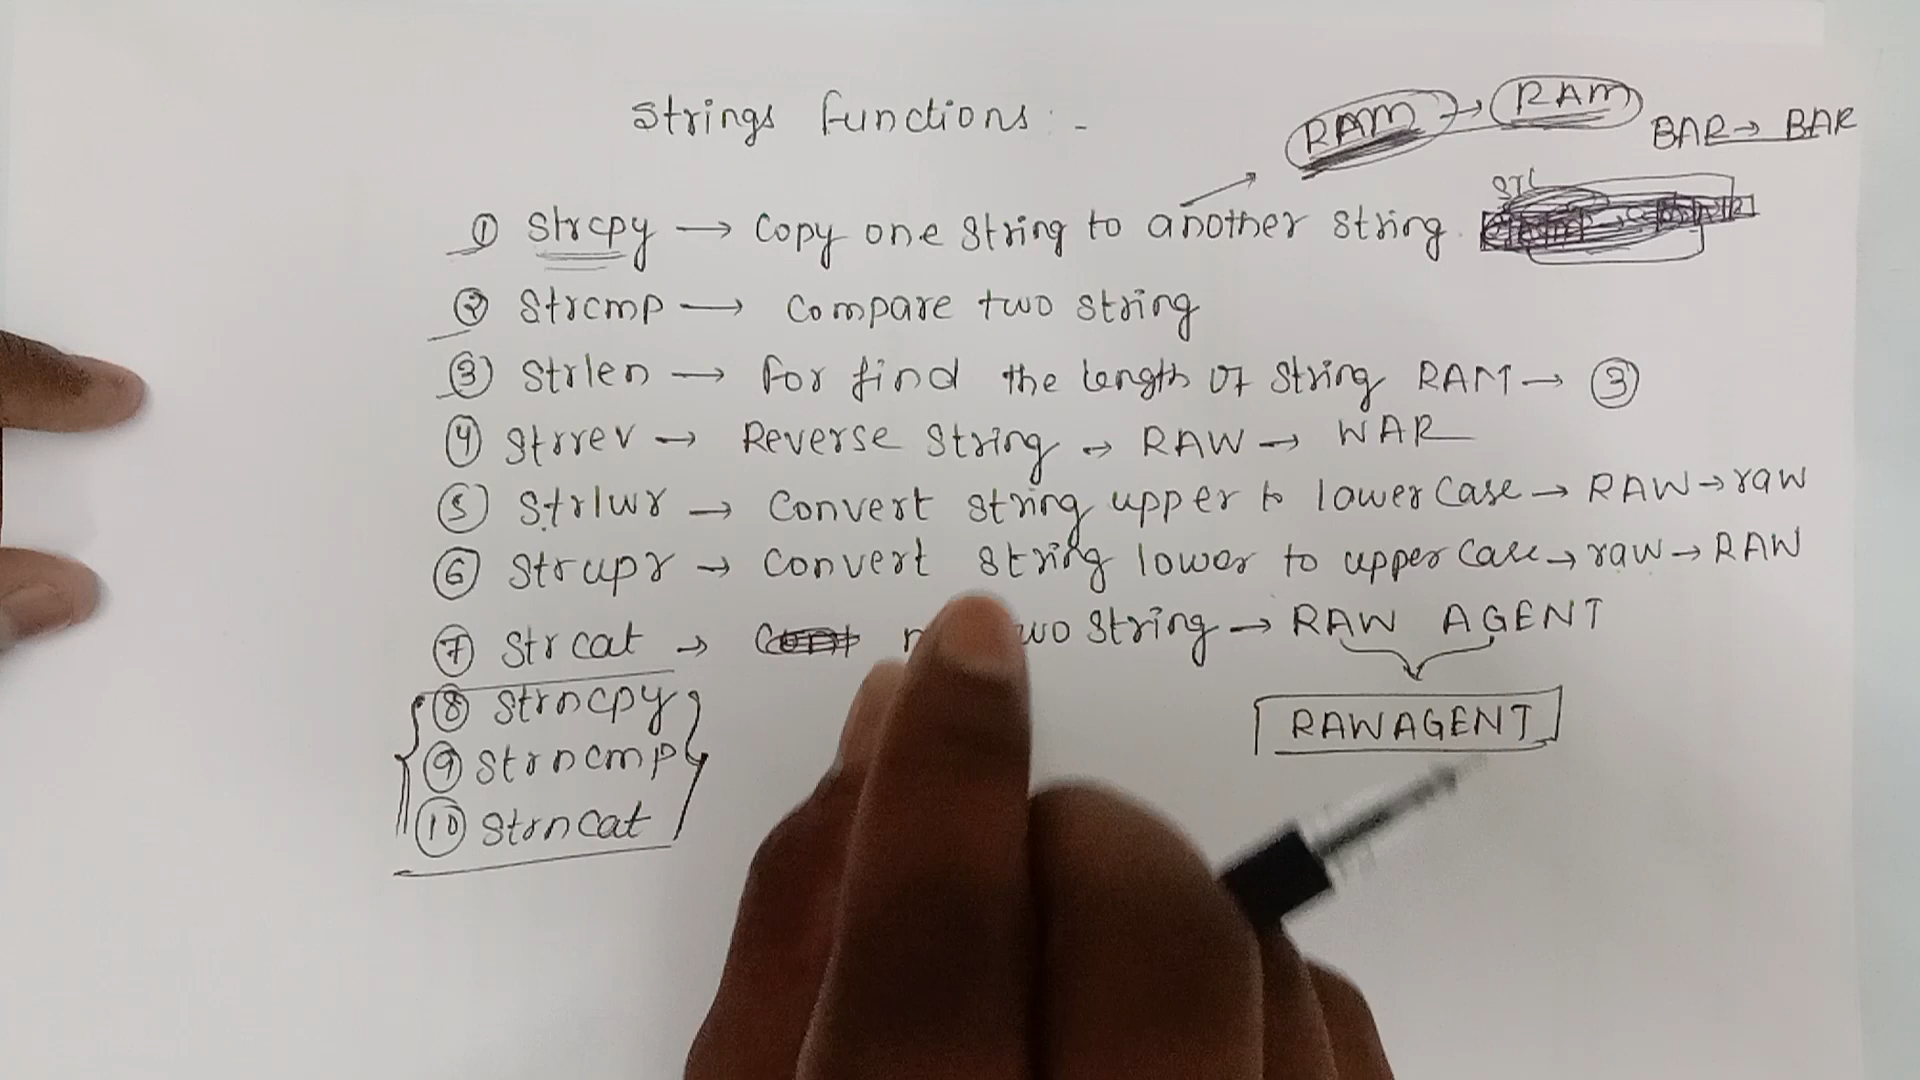 Strings functions : -
RAM → RAM
BAR → BAR
① Strcpy → Copy one string to another string.
② Strcmp → Compare two string
③ Strlen → for find the length of string RAM → ③
④ Strrev → Reverse string → RAW → WAR
⑤ Strlwr → Convert string upper to lower case → RAW → raw
⑥ Strupr → Convert string lower to upper case → raw → RAW
⑦ Strcat → string → RAW AGENT
RAWAGENT
⑧ Strncpy
⑨ Strncmp
⑩ Strncat